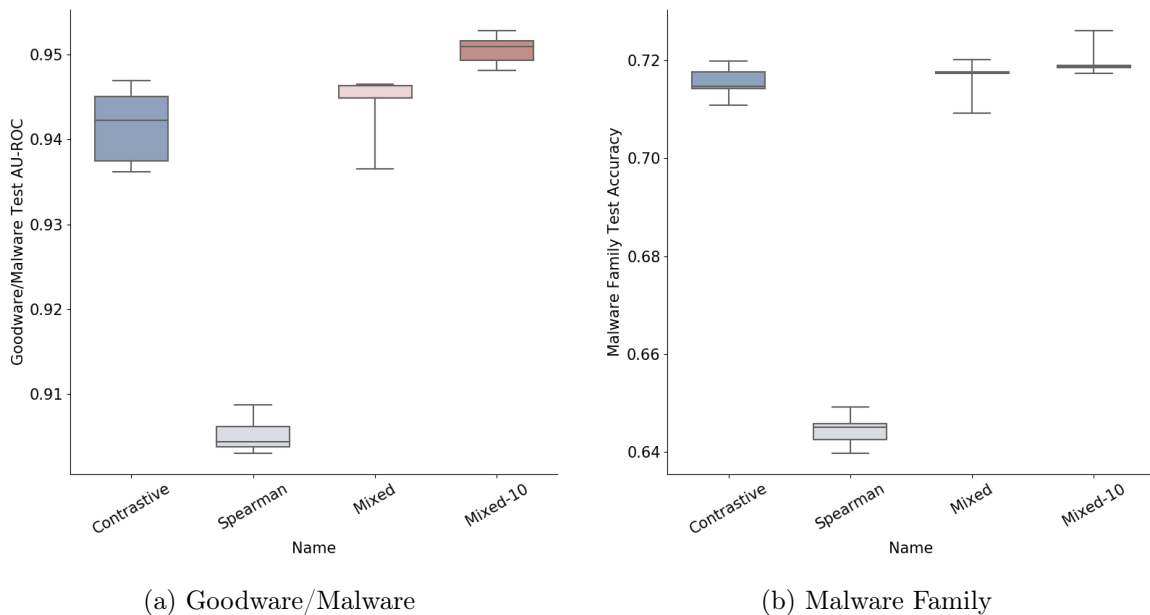 Goodware/Malware Test AU-ROC
0.95
0.94
0.93
0.92
0.91
Contrastive
Spearman
Mixed
Mixed-10
Name
(a) Goodware/Malware
Malware Family Test Accuracy
0.72
0.70
0.68
0.66
0.64
Contrastive
Spearman
Mixed
Mixed-10
Name
(b) Malware Family